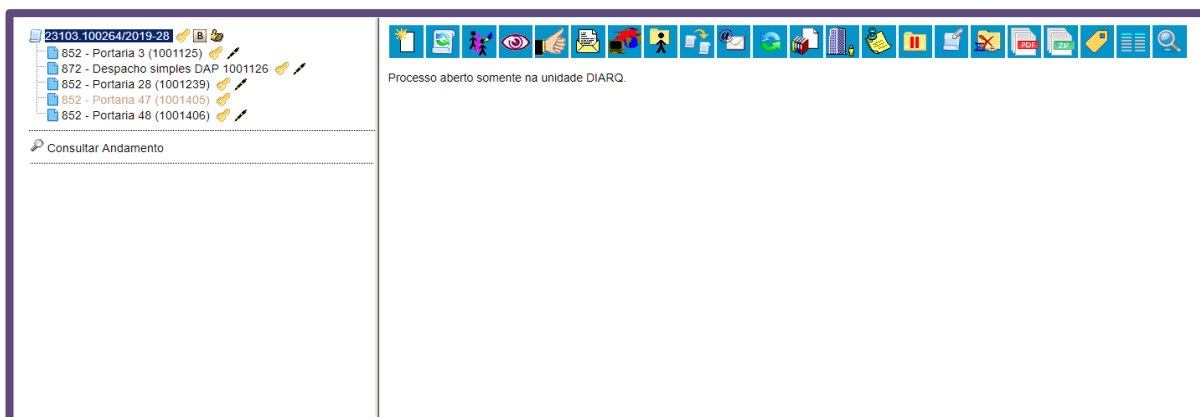 23103.100264/2019-28 B
852 - Portaria 3 (1001125)
872 - Despacho simples DAP 1001126
852 - Portaria 28 (1001239)
852 - Portaria 47 (1001405)
852 - Portaria 48 (1001406)
Consultar Andamento
@ PDF ZIP
Processo aberto somente na unidade DIARQ.